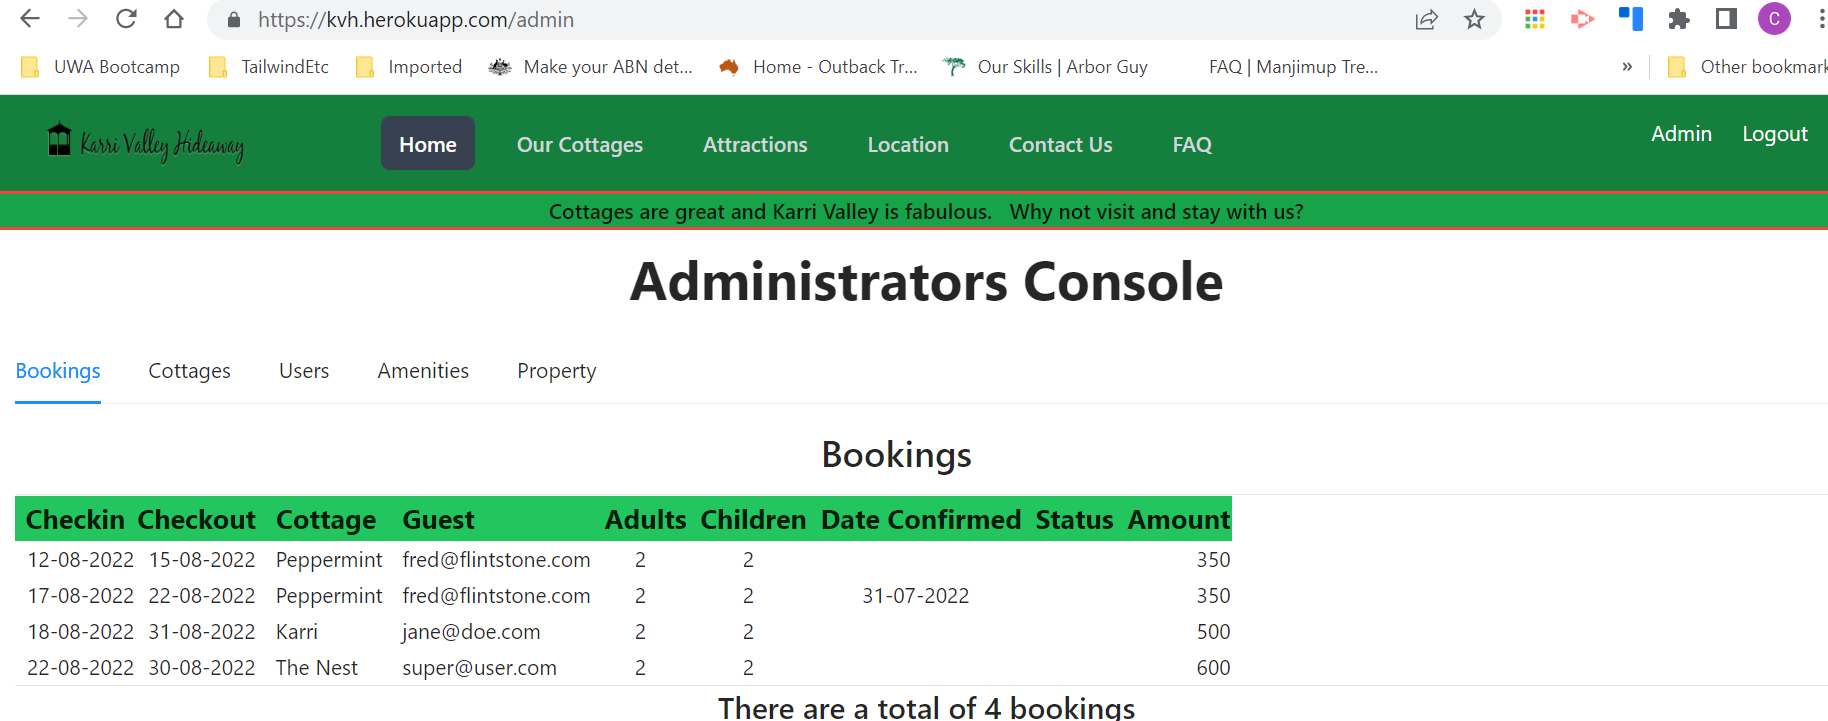 https://kvh.herokuapp.com/admin
C
UWA Bootcamp TailwindEtc Imported Make your ABN det... Home - Outback Tr... Our Skills | Arbor Guy FAQ | Manjimup Tre... » Other bookmark
Karri Valley Hideaway Home Our Cottages Attractions Location Contact Us FAQ Admin Logout
Cottages are great and Karri Valley is fabulous. Why not visit and stay with us?
Administrators Console
Bookings Cottages Users Amenities Property
Bookings
Checkin Checkout Cottage Guest Adults Children Date Confirmed Status Amount
12-08-2022 15-08-2022 Peppermint fred@flintstone.com 2 2 350
17-08-2022 22-08-2022 Peppermint fred@flintstone.com 2 2 31-07-2022 350
18-08-2022 31-08-2022 Karri jane@doe.com 2 2 500
22-08-2022 30-08-2022 The Nest super@user.com 2 2 600
There are a total of 4 bookings